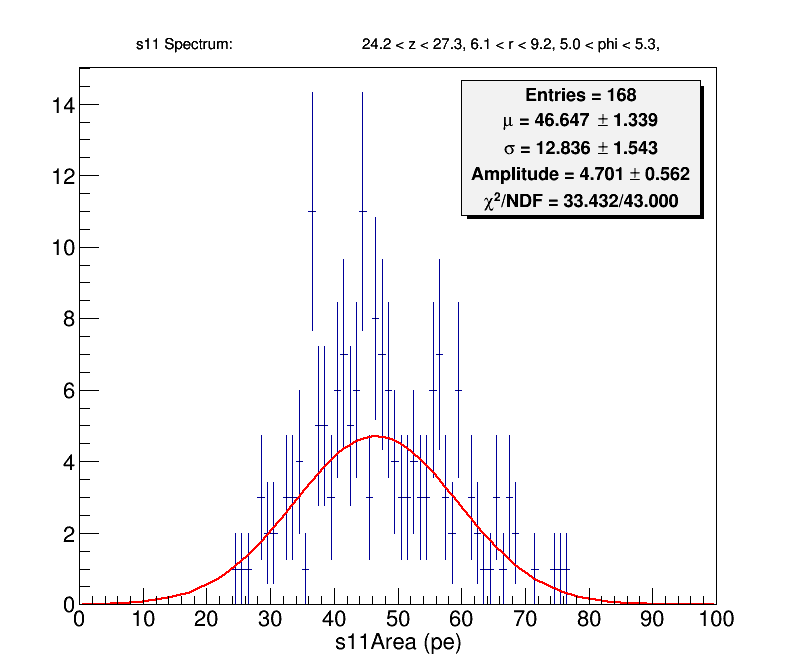 s11 Spectrum: 24.2 < z < 27.3, 6.1 < r < 9.2, 5.0 < phi < 5.3,
Entries = 168
μ = 46.647 ± 1.339
σ = 12.836 ± 1.543
Amplitude = 4.701 ± 0.562
χ²/NDF = 33.432/43.000
14
12
10
8
6
4
2
0
0 10 20 30 40 50 60 70 80 90 100
s11Area (pe)